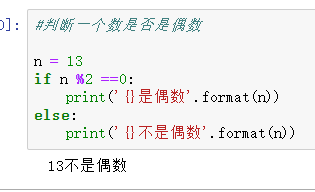 ]:
#判断一个数是否是偶数
n = 13
if n %2 ==0:
    print('{}是偶数'.format(n))
else:
    print('{}不是偶数'.format(n))
13不是偶数